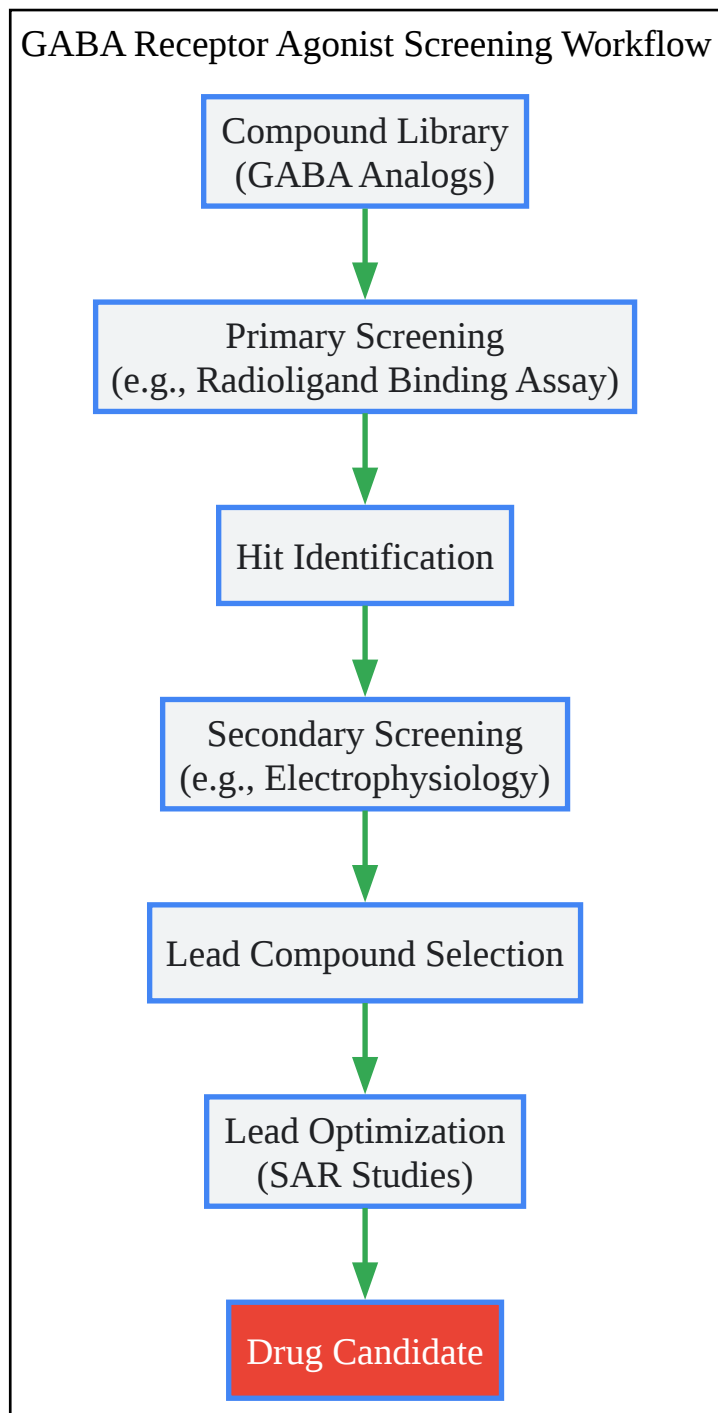 GABA Receptor Agonist Screening Workflow
Compound Library
(GABA Analogs)
Primary Screening
(e.g., Radioligand Binding Assay)
Hit Identification
Secondary Screening
(e.g., Electrophysiology)
Lead Compound Selection
Lead Optimization
(SAR Studies)
Drug Candidate